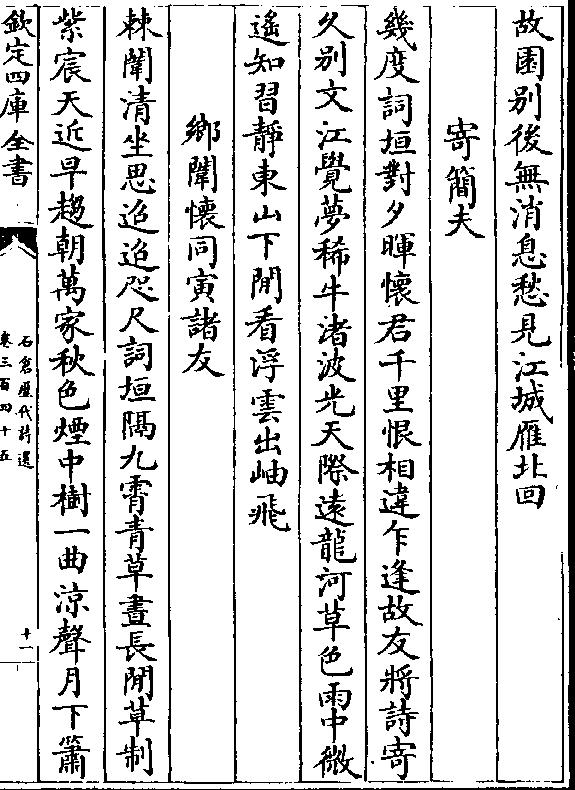 故園别後無消息愁見江城雁北回
寄簡夫
幾度詞垣對夕暉懷君千里恨相違乍逢故友將詩寄
久别文江覺夢稀牛渚波光天際遠龍河草色雨中微
遙知習靜東山下閒看浮雲出岫飛
鄉闈懷同寅諸友
棘闈清坐思迢迢咫尺詞垣隔九霄青草晝長閒草制
紫宸天近早趨朝萬家秋色煙中樹一曲涼聲月下簫
欽定四庫全書
石倉歷代詩選
卷三百四十五
十一